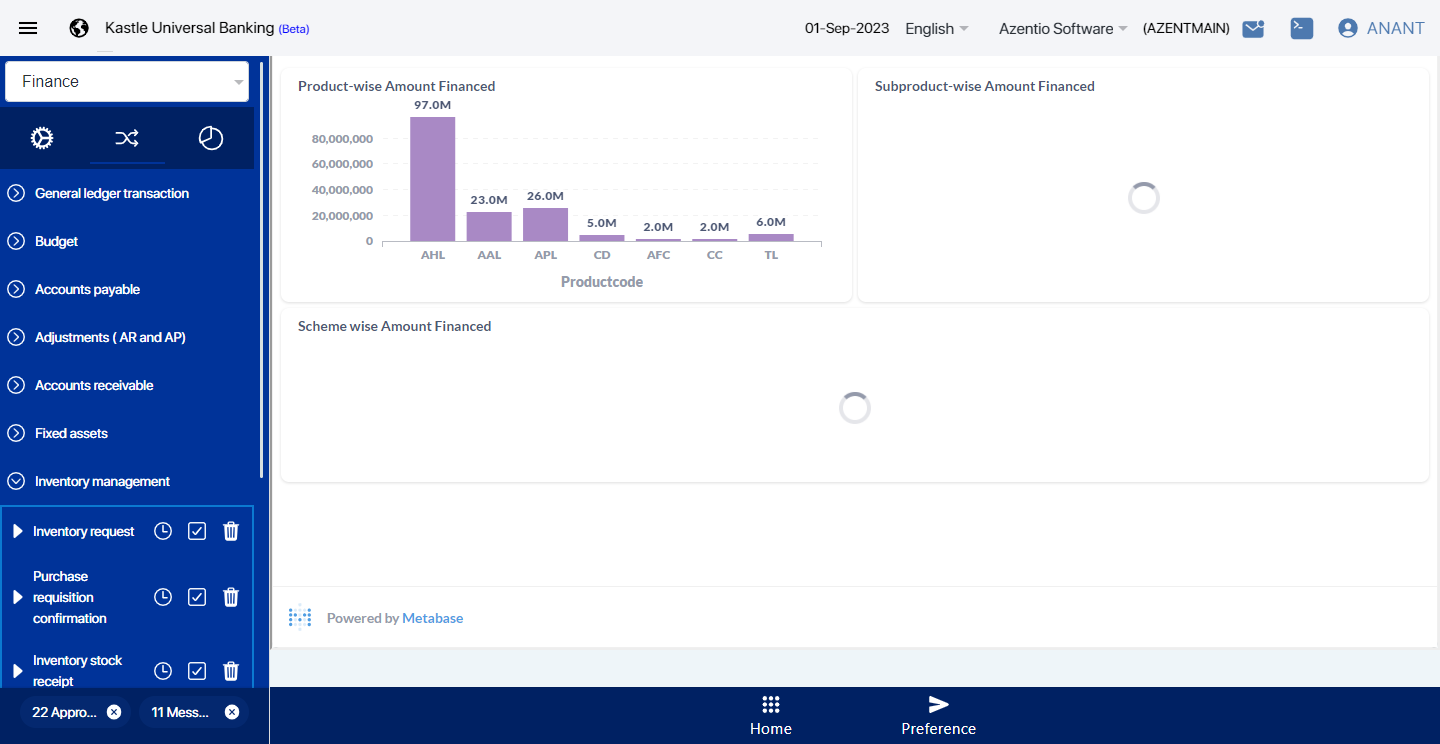 Kastle Universal Banking (Beta)
01-Sep-2023
English
Azentio Software
(AZENTMAIN)
ANANT
Finance
General ledger transaction
Budget
Accounts payable
Adjustments ( AR and AP)
Accounts receivable
Fixed assets
Inventory management
Inventory request
Purchase
requisition
confirmation
Inventory stock
receipt
22 Appro...
11 Mess...
Product-wise Amount Financed
97.0M
80,000,000
60,000,000
40,000,000
20,000,000
0
23.0M
26.0M
5.0M
2.0M
2.0M
6.0M
AHL AAL APL CD AFC CC TL
Productcode
Subproduct-wise Amount Financed
Scheme wise Amount Financed
Powered by Metabase
Home
Preference